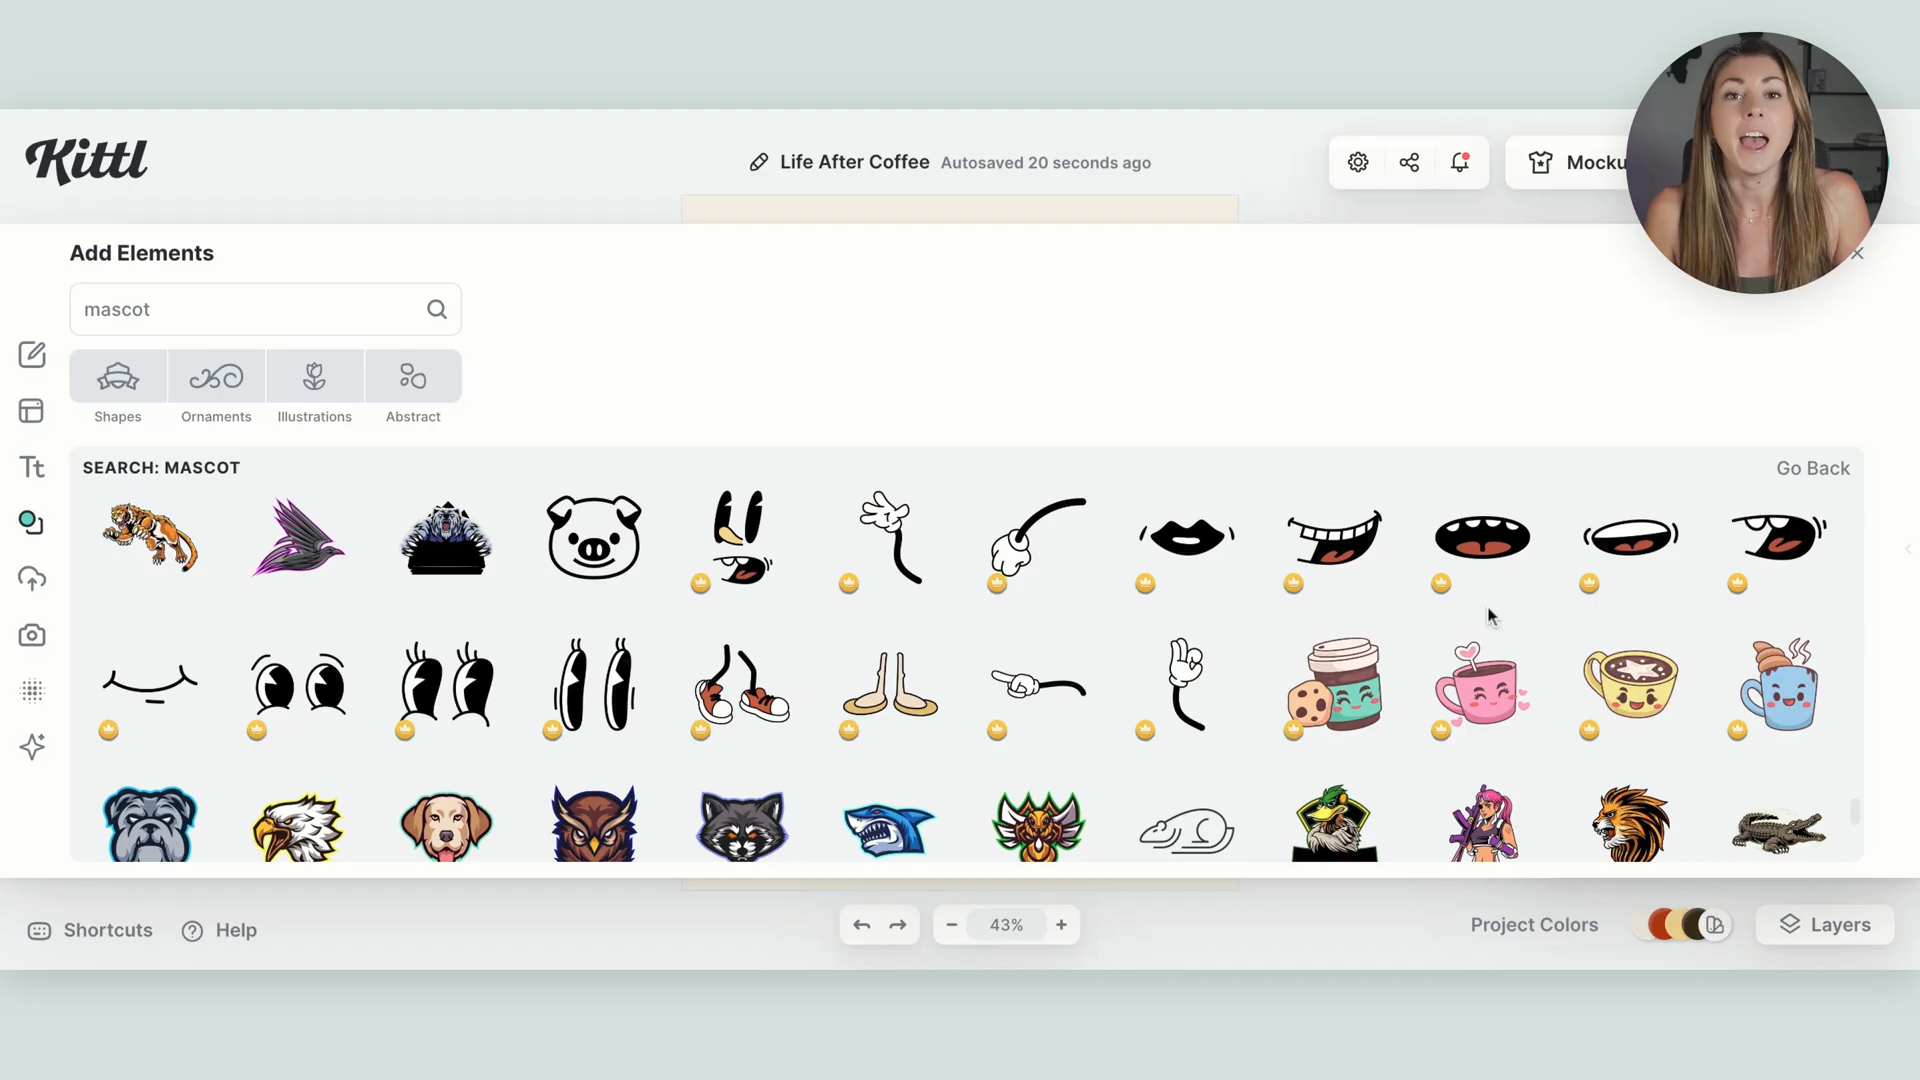 Kittl
Life After Coffee Autosaved 20 seconds ago
Mocku
Add Elements
mascot
Shapes Ornaments Illustrations Abstract
SEARCH: MASCOT Go Back
Tt
Shortcuts Help
43%
Project Colors
Layers